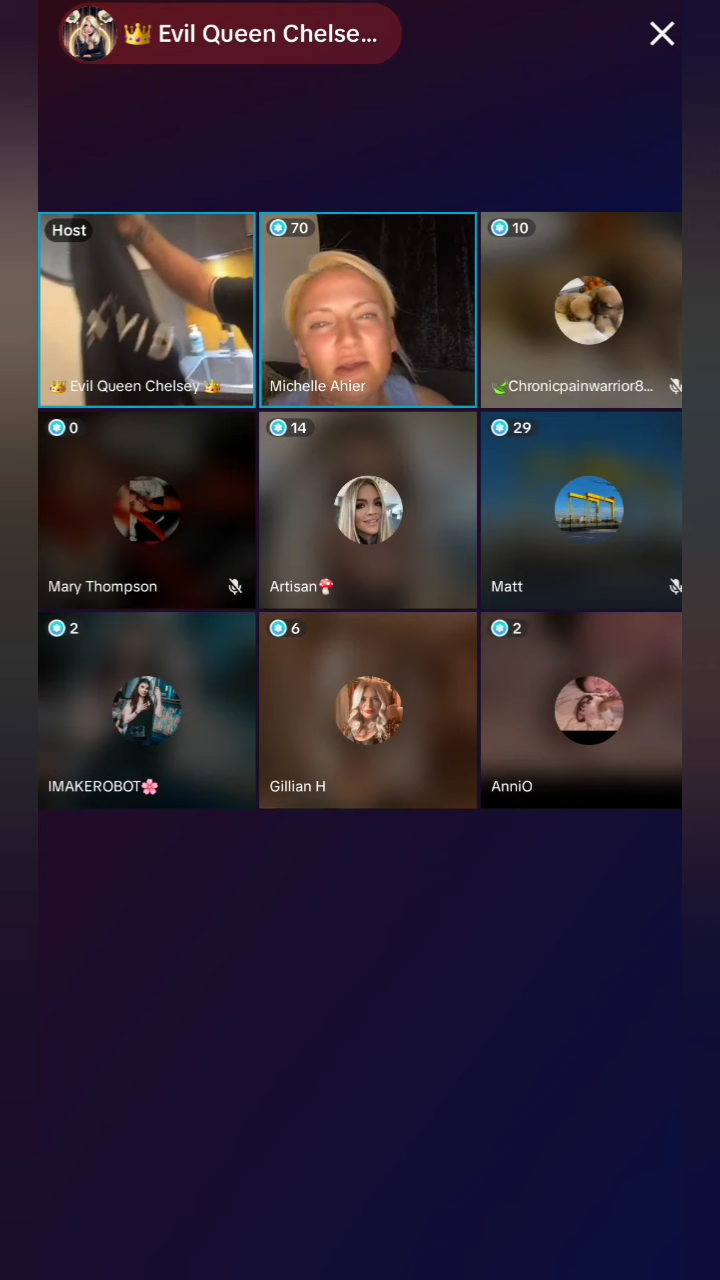 👑 Evil Queen Chelse...
Host
👑 Evil Queen Chelsey 👑
70
Michelle Ahier
10
🌿Chronicpainwarrior8...
0
Mary Thompson
14
Artisan🍄
29
Matt
2
IMAKEROBOT🌸
6
Gillian H
2
AnniO